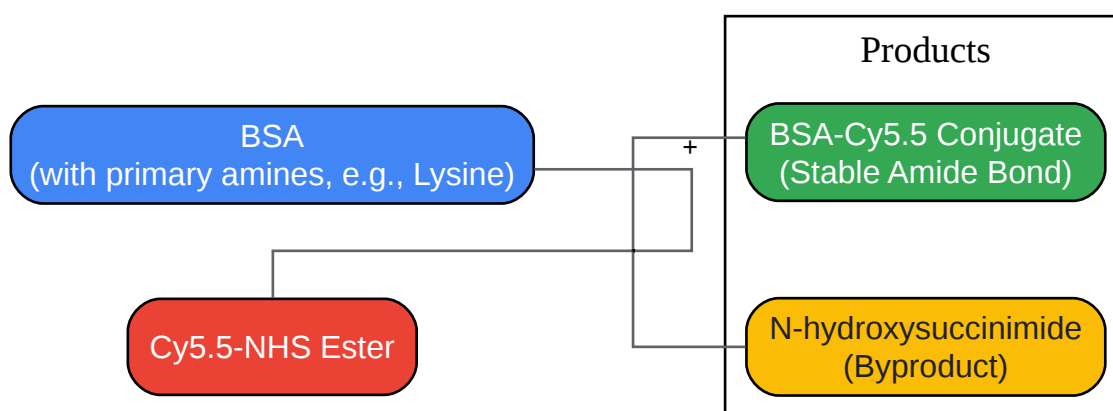 Products
BSA
(with primary amines, e.g., Lysine)
+
BSA-Cy5.5 Conjugate
(Stable Amide Bond)
Cy5.5-NHS Ester
N-hydroxysuccinimide
(Byproduct)